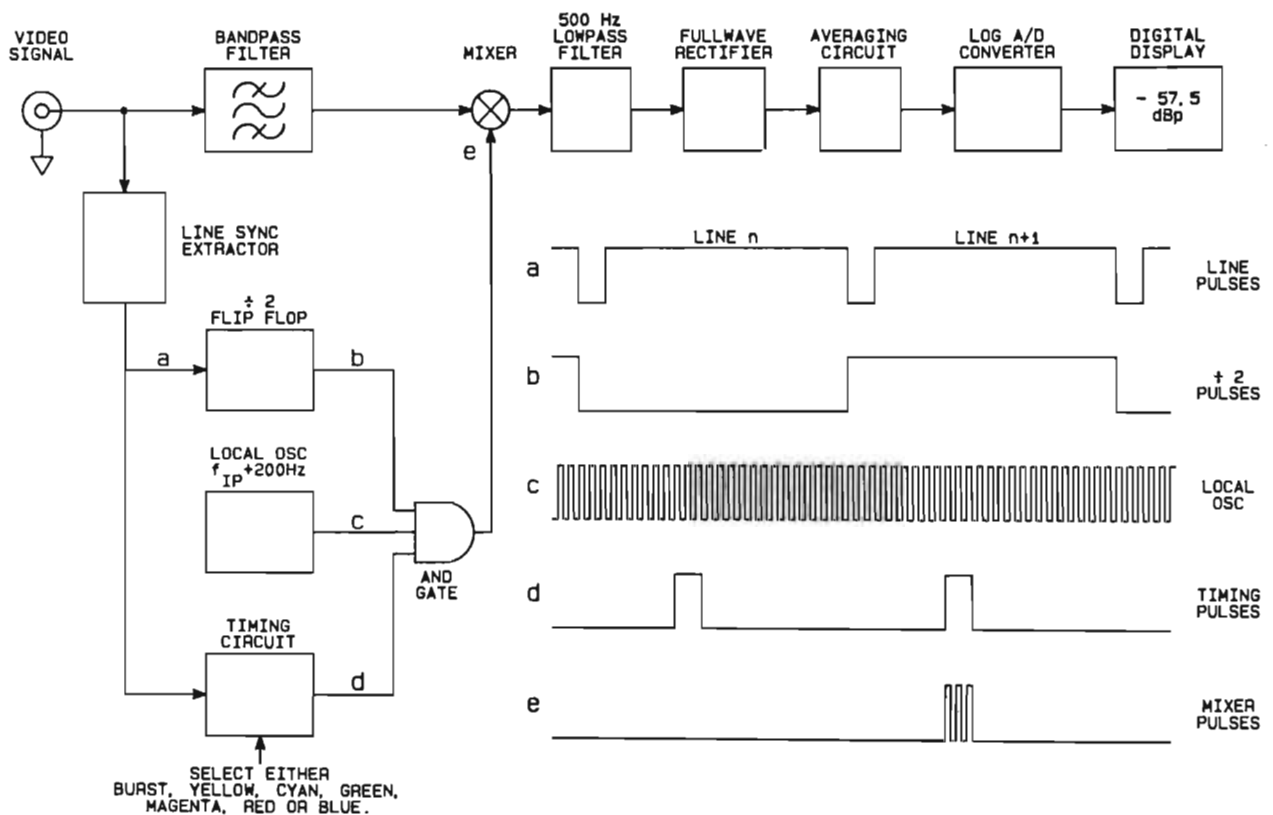 VIDEO
SIGNAL
BANDPASS
FILTER
MIXER
500 Hz
LOWPASS
FILTER
FULLWAVE
RECTIFIER
AVERAGING
CIRCUIT
LOG A/D
CONVERTER
DIGITAL
DISPLAY
- 57.5
dBp
e
LINE SYNC
EXTRACTOR
÷ 2
FLIP FLOP
a
b
LOCAL OSC
fIP+200Hz
c
AND
GATE
TIMING
CIRCUIT
d
SELECT EITHER
BURST, YELLOW, CYAN, GREEN,
MAGENTA, RED OR BLUE.
a
LINE n
LINE n+1
LINE
PULSES
b
÷ 2
PULSES
c
LOCAL
OSC
d
TIMING
PULSES
e
MIXER
PULSES